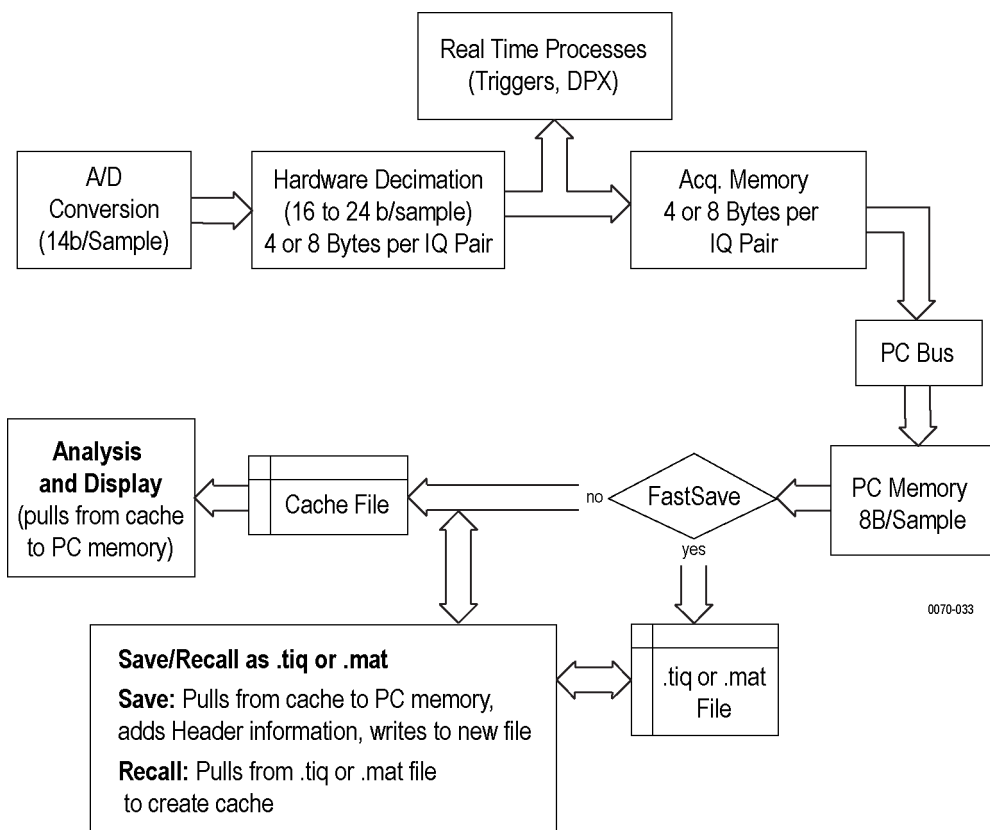 Real Time Processes
(Triggers, DPX)
A/D
Conversion
(14b/Sample)
Hardware Decimation
(16 to 24 b/sample)
4 or 8 Bytes per IQ Pair
Acq. Memory
4 or 8 Bytes per
IQ Pair
PC Bus
Analysis
and Display
(pulls from cache
to PC memory)
Cache File
no
FastSave
yes
PC Memory
8B/Sample
0070-033
Save/Recall as .tiq or .mat
Save: Pulls from cache to PC memory,
adds Header information, writes to new file
Recall: Pulls from .tiq or .mat file
to create cache
.tiq or .mat
File